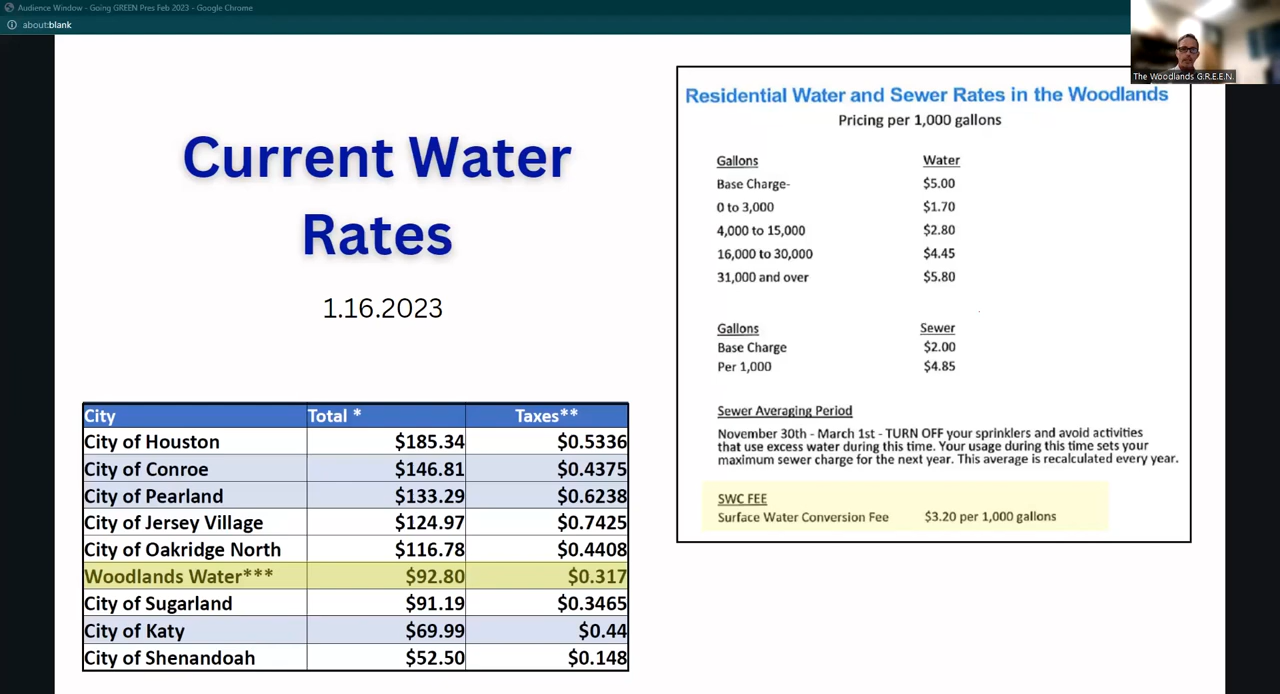 Audience Window - Going GREEN Pres Feb 2023 - Google Chrome
about:blank
The Woodlands G.R.E.E.N.
Current Water
Rates
1.16.2023
City Total * Taxes**
City of Houston $185.34 $0.5336
City of Conroe $146.81 $0.4375
City of Pearland $133.29 $0.6238
City of Jersey Village $124.97 $0.7425
City of Oakridge North $116.78 $0.4408
Woodlands Water*** $92.80 $0.317
City of Sugarland $91.19 $0.3465
City of Katy $69.99 $0.44
City of Shenandoah $52.50 $0.148
Residential Water and Sewer Rates in the Woodlands
Pricing per 1,000 gallons
Gallons Water
Base Charge- $5.00
0 to 3,000 $1.70
4,000 to 15,000 $2.80
16,000 to 30,000 $4.45
31,000 and over $5.80
Gallons Sewer
Base Charge $2.00
Per 1,000 $4.85
Sewer Averaging Period
November 30th - March 1st - TURN OFF your sprinklers and avoid activities
that use excess water during this time. Your usage during this time sets your
maximum sewer charge for the next year. This average is recalculated every year.
SWC FEE
Surface Water Conversion Fee $3.20 per 1,000 gallons